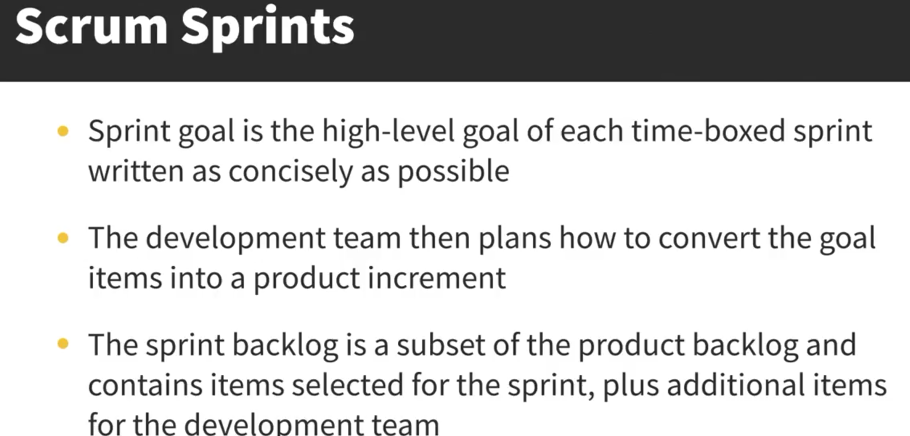 Scrum Sprints
Sprint goal is the high-level goal of each time-boxed sprint
written as concisely as possible
The development team then plans how to convert the goal
items into a product increment
The sprint backlog is a subset of the product backlog and
contains items selected for the sprint, plus additional items
for the development team